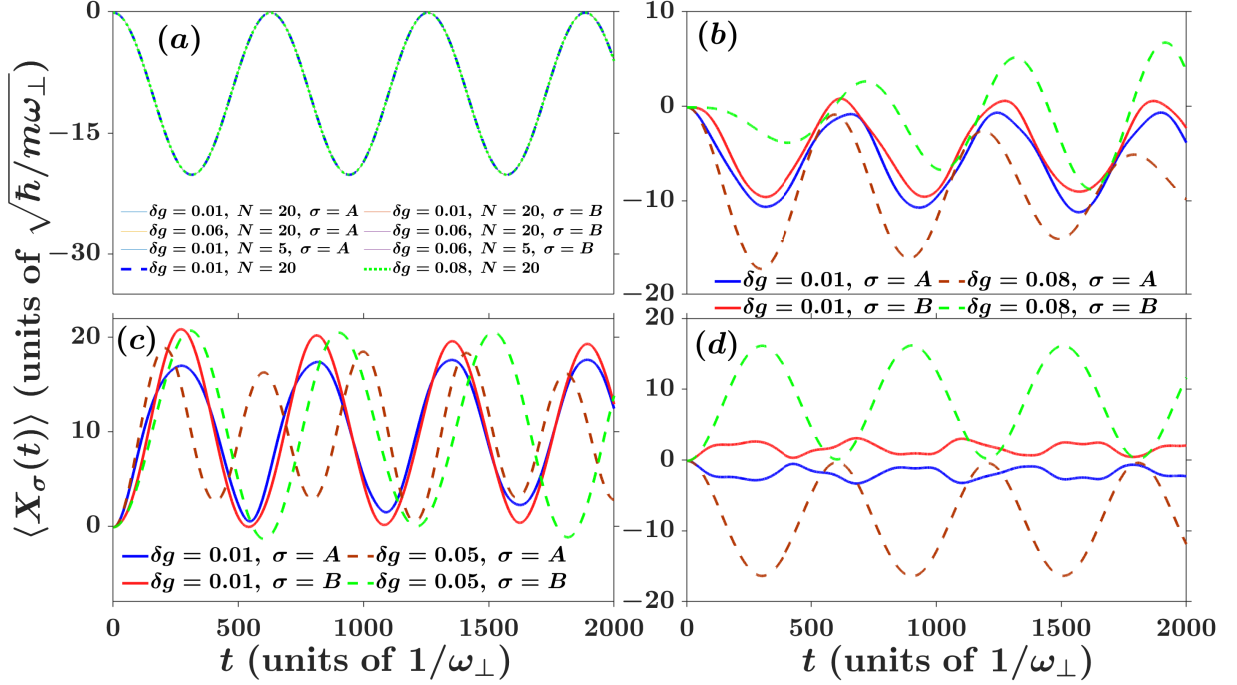 ⟨X_σ(t)⟩ (units of √ħ/mω⊥)
0
−15
−30
(a)
δg = 0.01, N = 20, σ = A
δg = 0.01, N = 20, σ = B
δg = 0.06, N = 20, σ = A
δg = 0.06, N = 20, σ = B
δg = 0.01, N = 5, σ = A
δg = 0.06, N = 5, σ = B
δg = 0.01, N = 20
δg = 0.08, N = 20
10
0
−10
−20
(b)
δg = 0.01, σ = A
δg = 0.08, σ = A
δg = 0.01, σ = B
δg = 0.08, σ = B
20
10
0
(c)
δg = 0.01, σ = A
δg = 0.05, σ = A
δg = 0.01, σ = B
δg = 0.05, σ = B
0
500
1000
1500
2000
t (units of 1/ω⊥)
20
10
0
−10
−20
(d)
0
500
1000
1500
2000
t (units of 1/ω⊥)